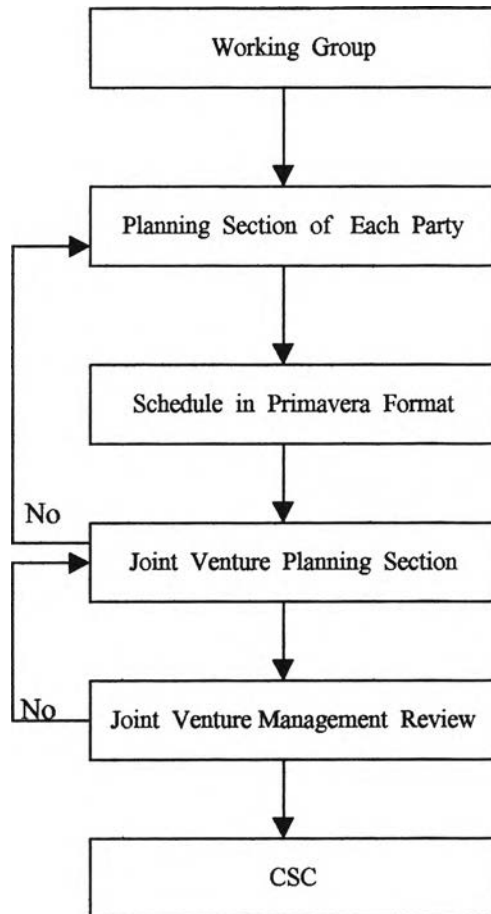 Working Group
Planning Section of Each Party
Schedule in Primavera Format
No
Joint Venture Planning Section
No
Joint Venture Management Review
CSC